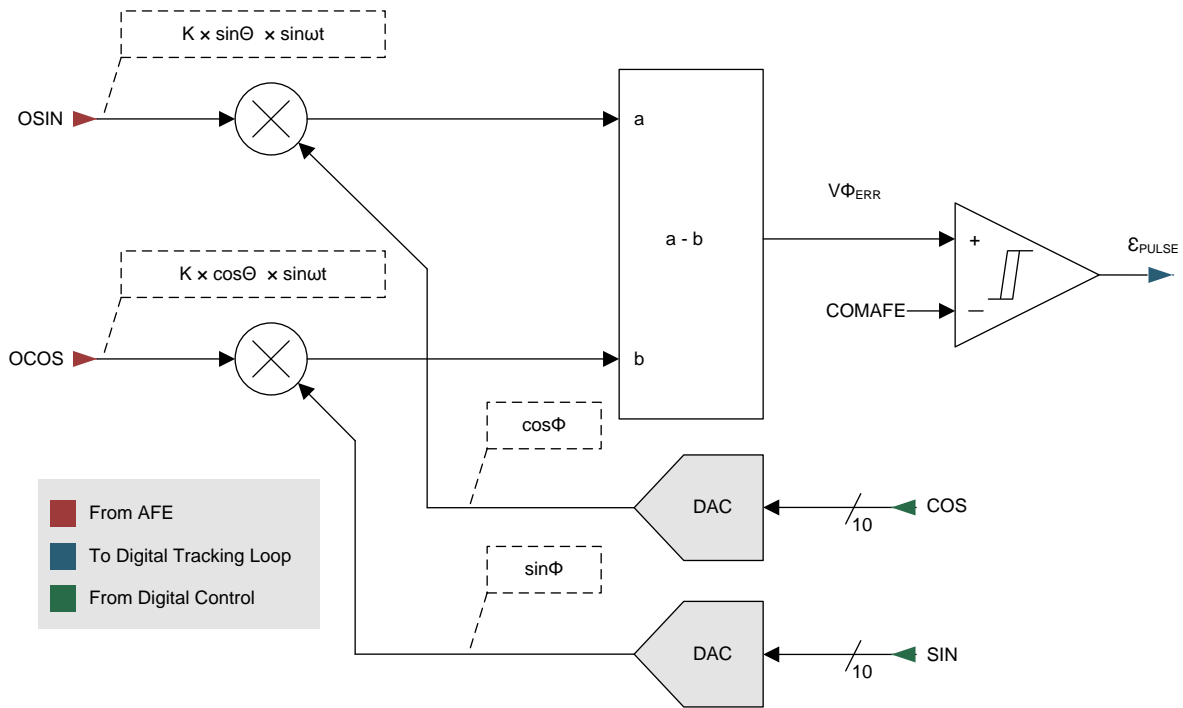 K × sinΘ × sinωt
OSIN
a
a - b
VΦERR
+
εPULSE
K × cosΘ × sinωt
COMAFE
—
OCOS
b
cosΦ
DAC
COS
10
From AFE
To Digital Tracking Loop
From Digital Control
sinΦ
DAC
SIN
10